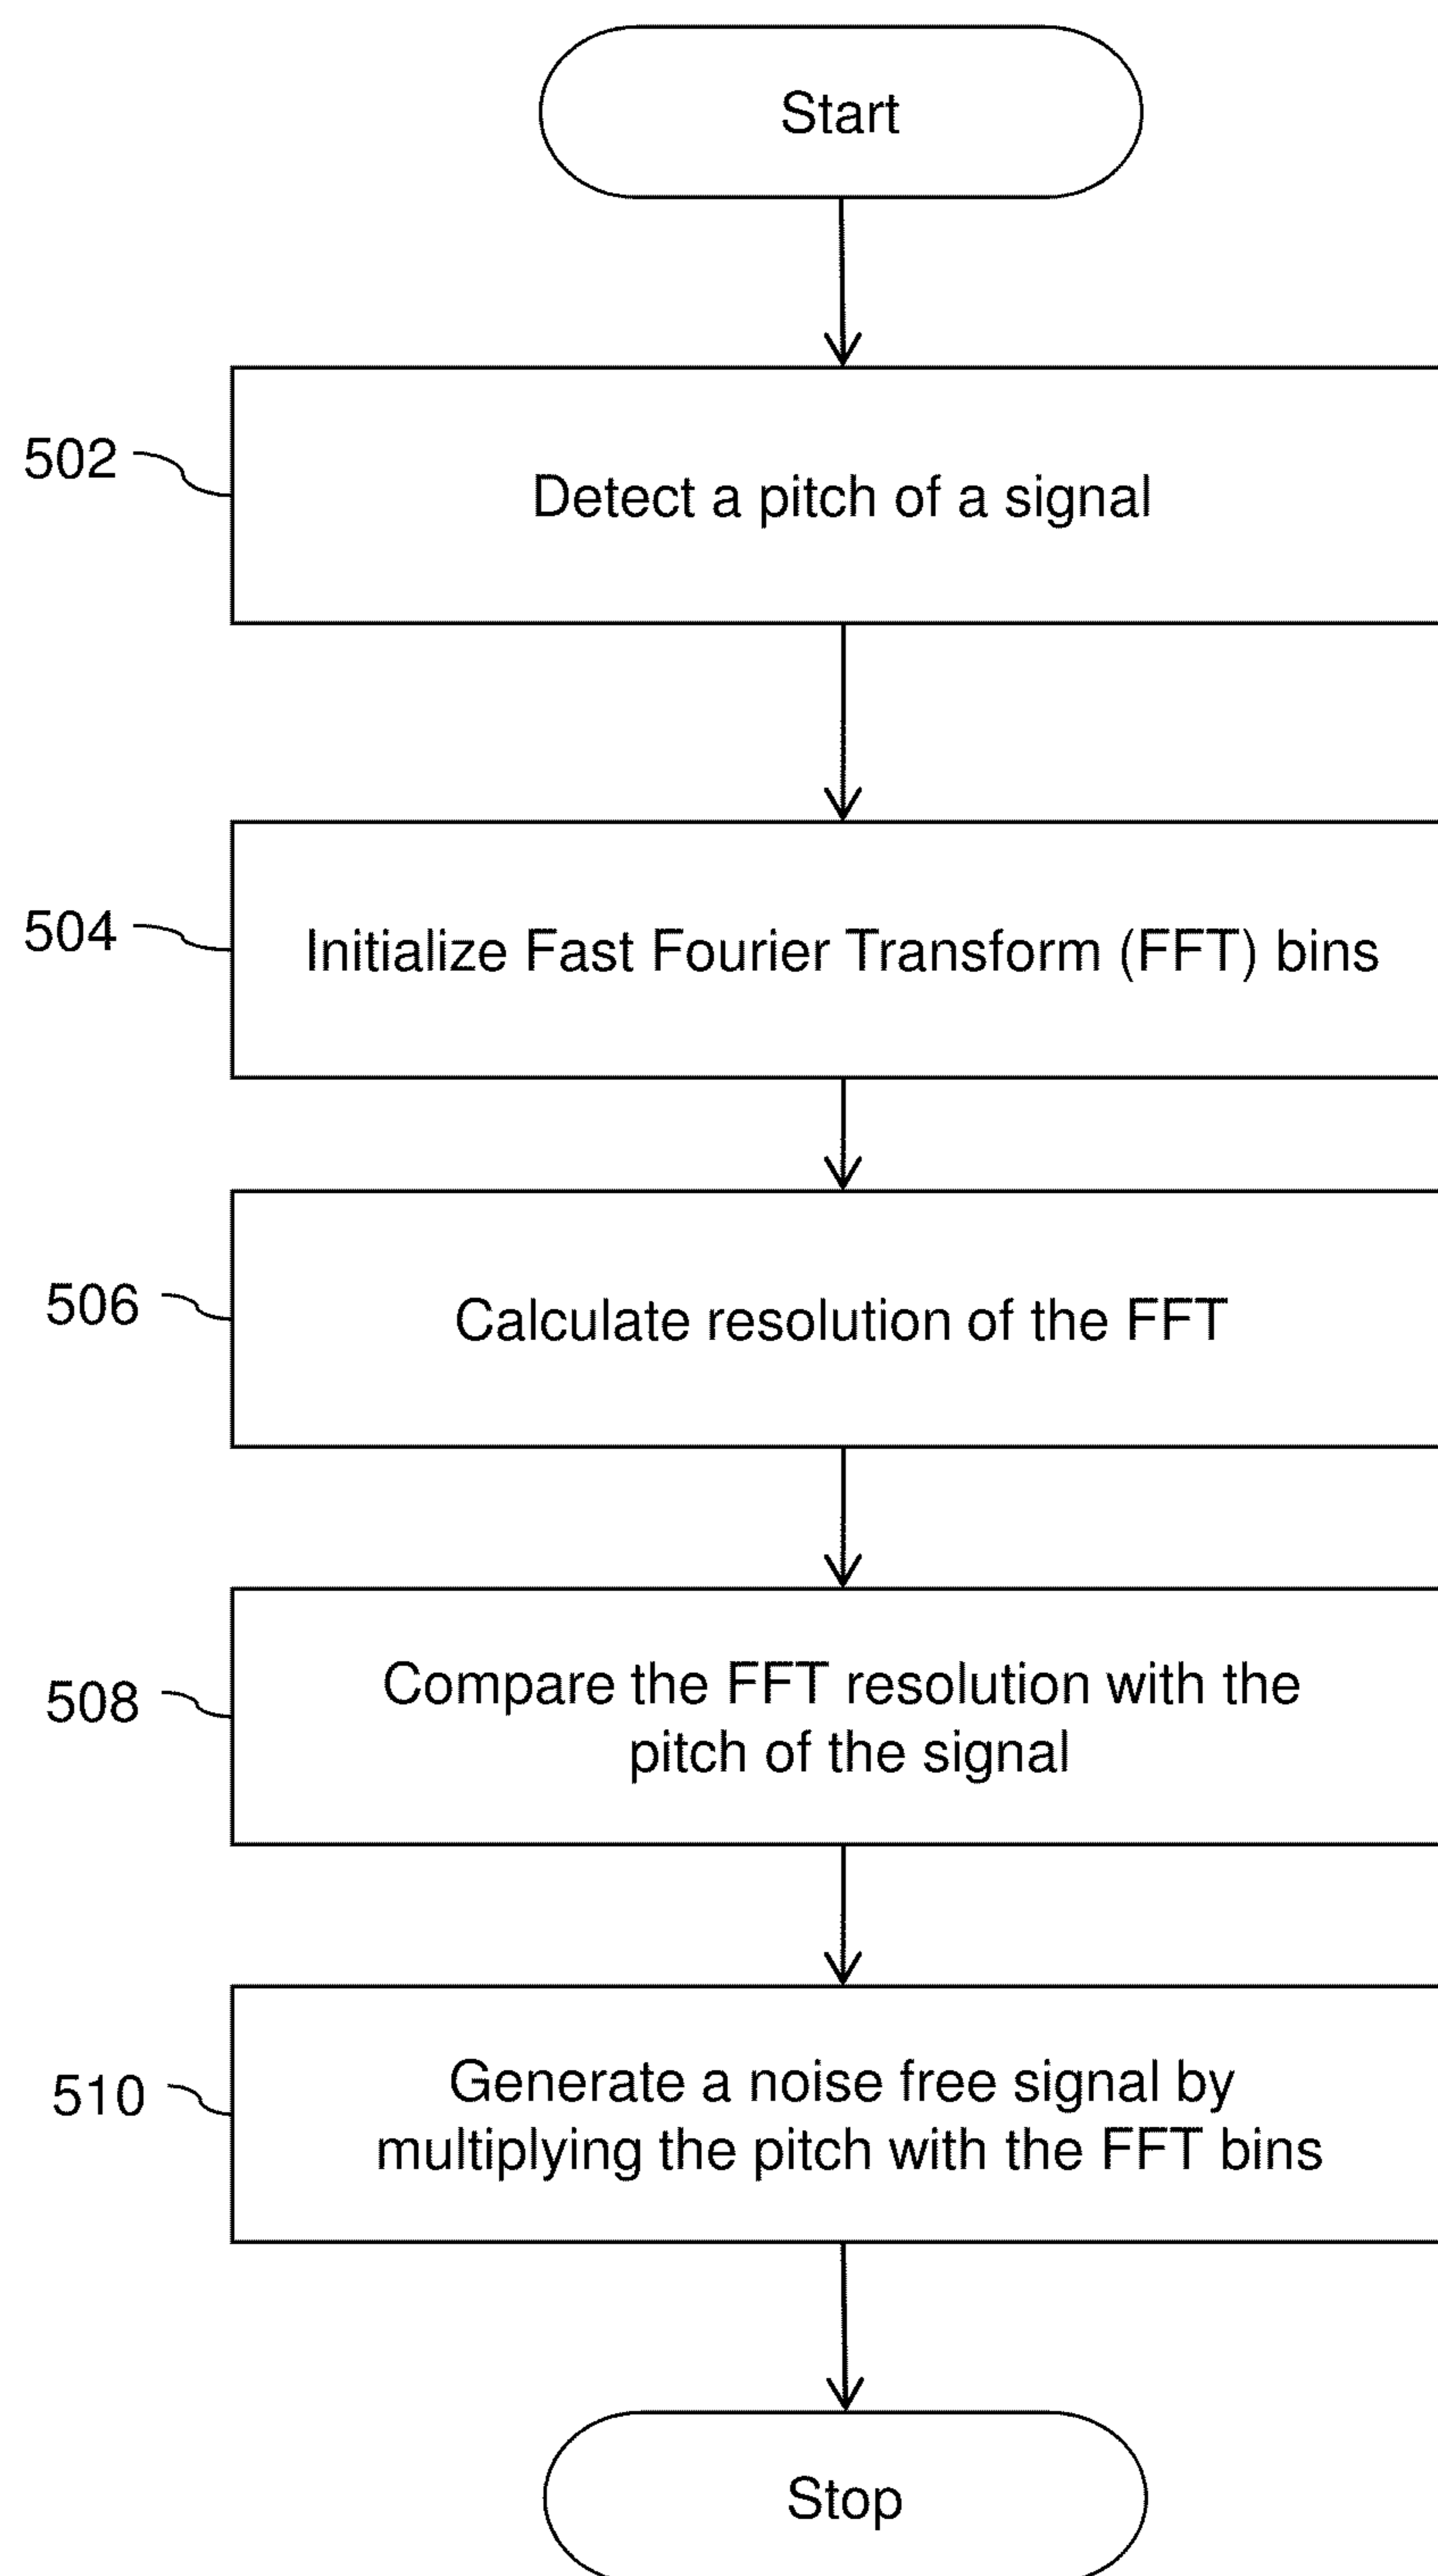 Start
502
Detect a pitch of a signal
504
Initialize Fast Fourier Transform (FFT) bins
506
Calculate resolution of the FFT
508
Compare the FFT resolution with the
pitch of the signal
510
Generate a noise free signal by
multiplying the pitch with the FFT bins
Stop